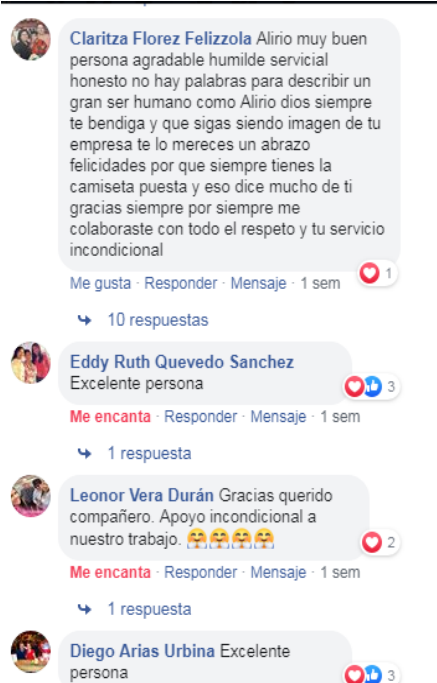 Claritza Florez Felizzola Alirio muy buen
persona agradable humilde servicial
honesto no hay palabras para describir un
gran ser humano como Alirio dios siempre
te bendiga y que sigas siendo imagen de tu
empresa te lo mereces un abrazo
felicidades por que siempre tienes la
camiseta puesta y eso dice mucho de ti
gracias siempre por siempre me
colaboraste con todo el respeto y tu servicio
incondicional
1
Me gusta · Responder · Mensaje · 1 sem
10 respuestas
Eddy Ruth Quevedo Sanchez
Excelente persona
3
Me encanta · Responder · Mensaje · 1 sem
1 respuesta
Leonor Vera Durán Gracias querido
compañero. Apoyo incondicional a
nuestro trabajo. 🤗🤗🤗🤗
2
Me encanta · Responder · Mensaje · 1 sem
1 respuesta
Diego Arias Urbina Excelente
persona
3